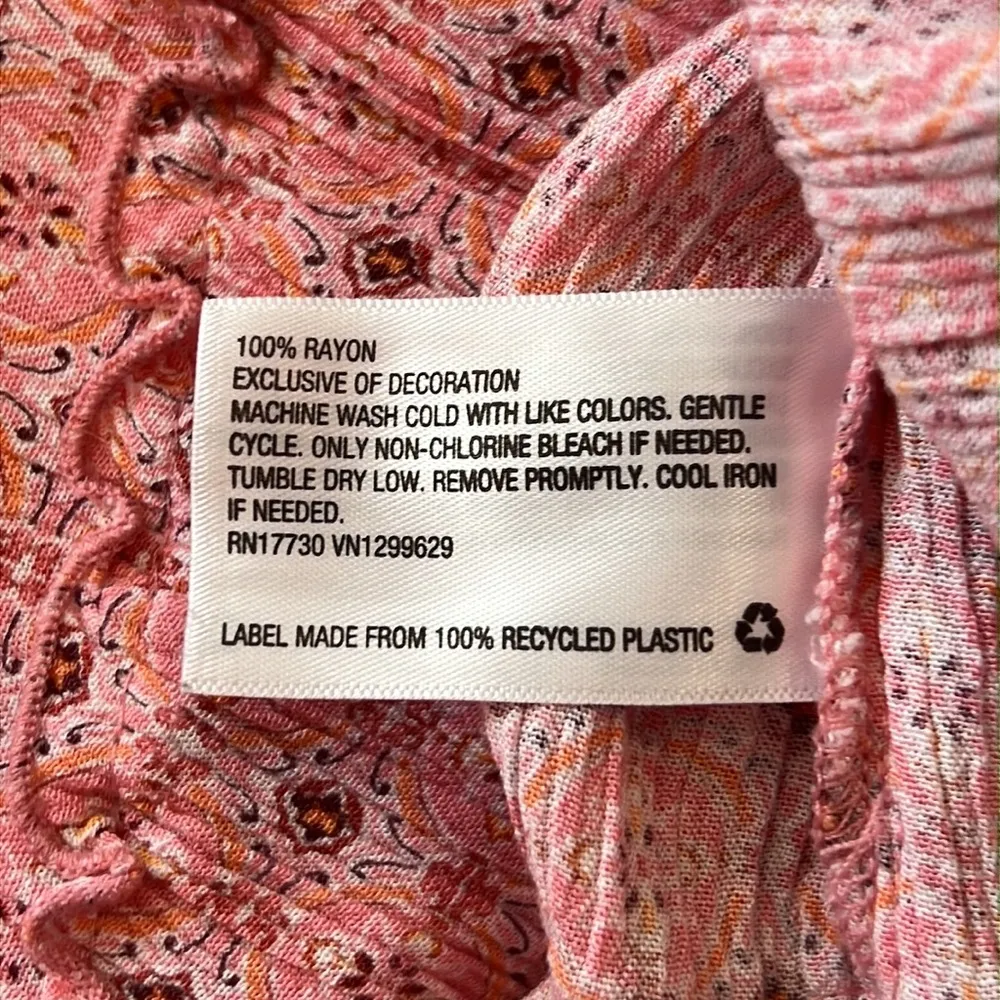 100% RAYON
EXCLUSIVE OF DECORATION
MACHINE WASH COLD WITH LIKE COLORS. GENTLE
CYCLE. ONLY NON-CHLORINE BLEACH IF NEEDED.
TUMBLE DRY LOW. REMOVE PROMPTLY. COOL IRON
IF NEEDED.
RN17730 VN1299629
LABEL MADE FROM 100% RECYCLED PLASTIC